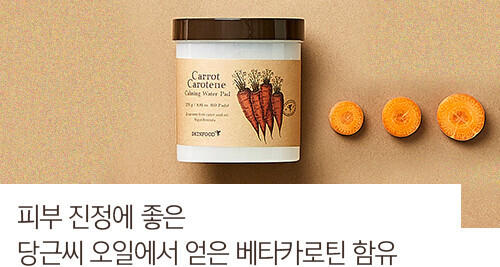 Carrot
Carotene
Calming Water Pad
SKINFOOD
피부 진정에 좋은
당근씨 오일에서 얻은 베타카로틴 함유